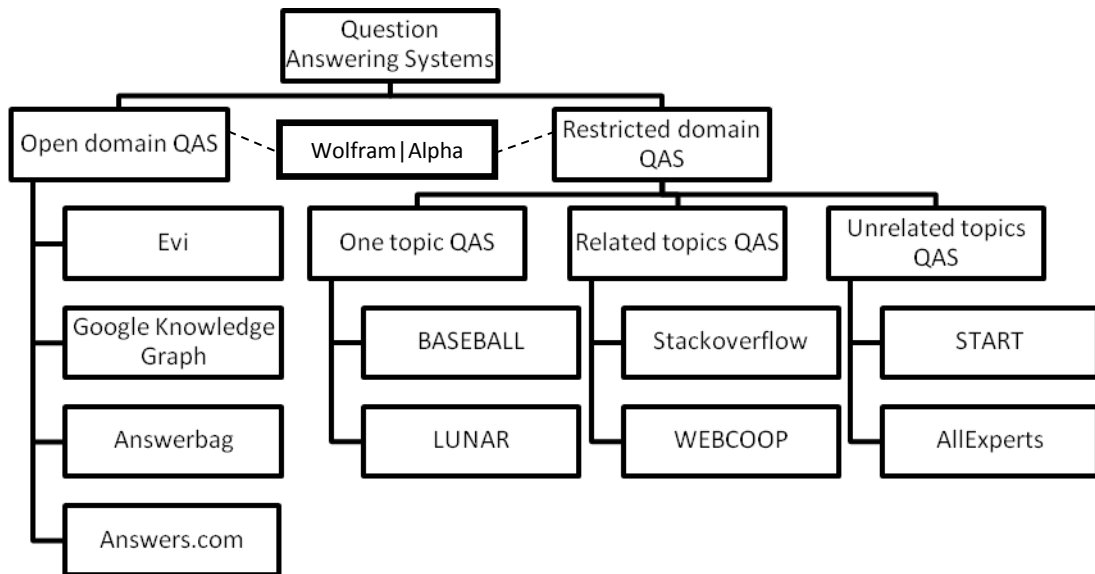 Question
Answering Systems
Open domain QAS
Wolfram|Alpha
Restricted domain
QAS
Evi
Google Knowledge
Graph
Answerbag
Answers.com
One topic QAS
BASEBALL
LUNAR
Related topics QAS
Stackoverflow
WEBCOOP
Unrelated topics
QAS
START
AllExperts